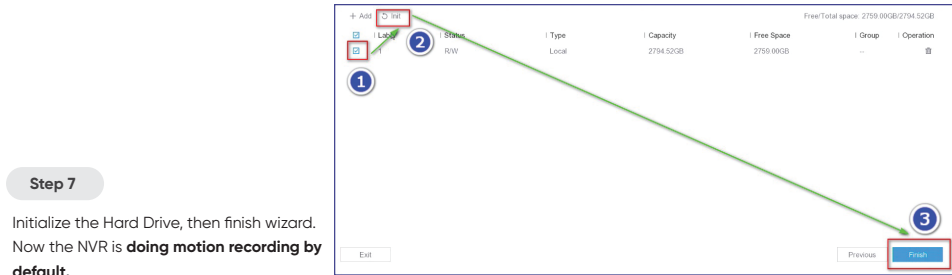 + Add Init Free/Total space: 2759.00GB/2794.52GB
Label Status Type Capacity Free Space Group Operation
1 R/W Local 2794.52GB 2759.00GB --
2
1
Step 7
Initialize the Hard Drive, then finish wizard.
Now the NVR is doing motion recording by
default.
3
Exit Previous Finish